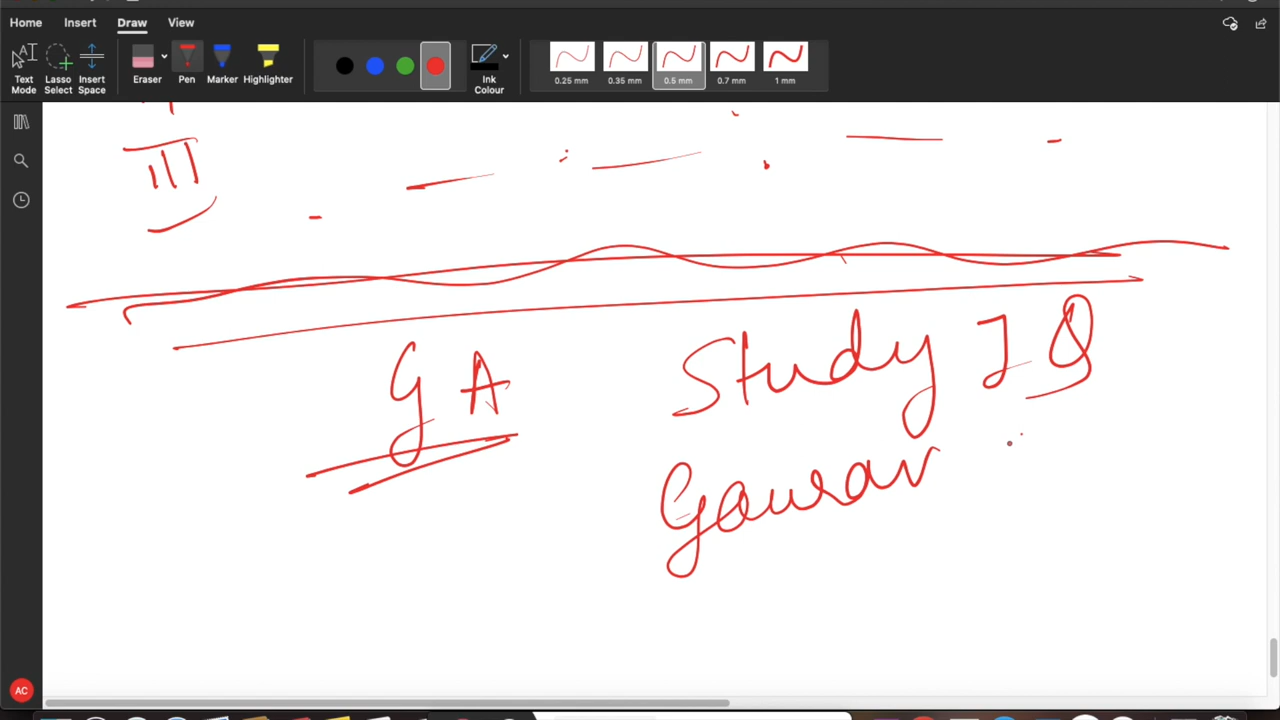 Home Insert Draw View
Text Mode Lasso Select Insert Space Eraser Pen Marker Highlighter Ink Colour 0.25 mm 0.35 mm 0.5 mm 0.7 mm 1 mm
III
G A Study IQ
Gaurav
AC